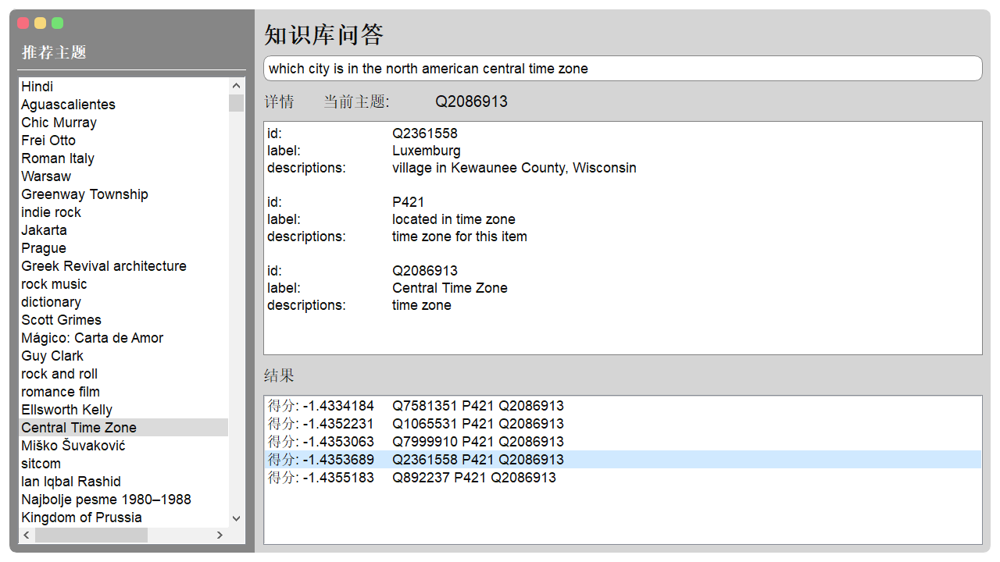 推荐主题
Hindi
Aguascalientes
Chic Murray
Frei Otto
Roman Italy
Warsaw
Greenway Township
indie rock
Jakarta
Prague
Greek Revival architecture
rock music
dictionary
Scott Grimes
Mágico: Carta de Amor
Guy Clark
rock and roll
romance film
Ellsworth Kelly
Central Time Zone
Miško Šuvaković
sitcom
Ian Iqbal Rashid
Najbolje pesme 1980–1988
Kingdom of Prussia
知识库问答
which city is in the north american central time zone
详情 当前主题: Q2086913
id: Q2361558
label: Luxemburg
descriptions: village in Kewaunee County, Wisconsin
id: P421
label: located in time zone
descriptions: time zone for this item
id: Q2086913
label: Central Time Zone
descriptions: time zone
结果
得分: -1.4334184 Q7581351 P421 Q2086913
得分: -1.4352231 Q1065531 P421 Q2086913
得分: -1.4353063 Q7999910 P421 Q2086913
得分: -1.4353689 Q2361558 P421 Q2086913
得分: -1.4355183 Q892237 P421 Q2086913